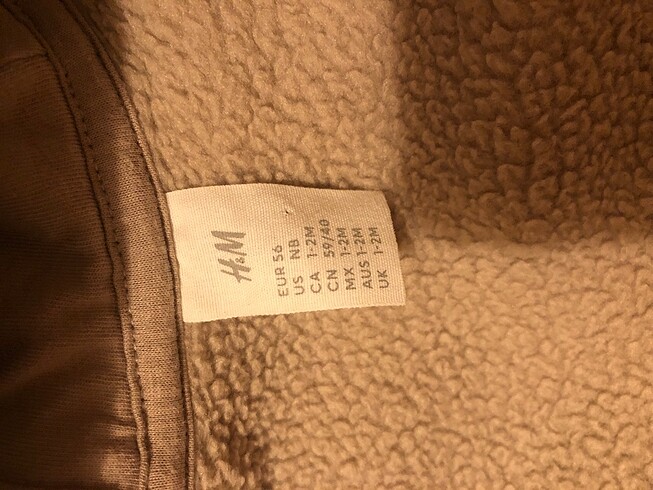 H&M
EUR 56
US NB
CA 1-2M
CN 59/40
MX 1-2M
AUS 1-2M
UK 1-2M